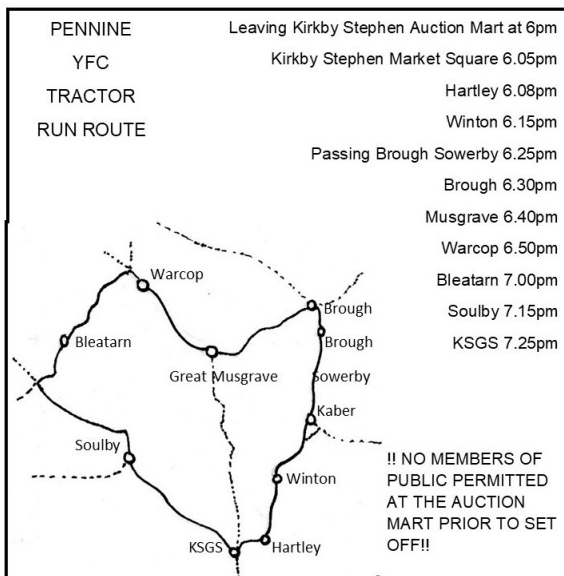 PENNINE
YFC
TRACTOR
RUN ROUTE
Leaving Kirkby Stephen Auction Mart at 6pm
Kirkby Stephen Market Square 6.05pm
Hartley 6.08pm
Winton 6.15pm
Passing Brough Sowerby 6.25pm
Brough 6.30pm
Musgrave 6.40pm
Warcop 6.50pm
Bleatarn 7.00pm
Soulby 7.15pm
KSGS 7.25pm
Warcop
Brough
Bleatarn
Brough
Sowerby
Great Musgrave
Kaber
Soulby
Winton
KSGS
Hartley
!! NO MEMBERS OF
PUBLIC PERMITTED
AT THE AUCTION
MART PRIOR TO SET
OFF!!